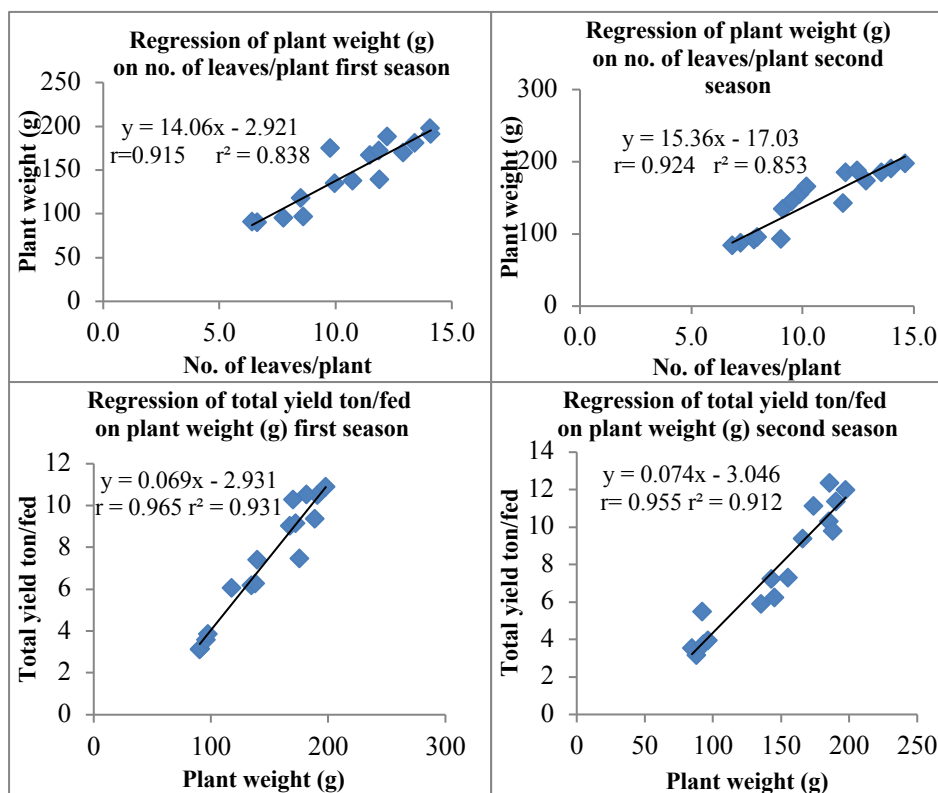 Regression of plant weight (g)
on no. of leaves/plant first season
250
200
150
100
50
0
y = 14.06x - 2.921
r=0.915 r² = 0.838
Plant weight (g)
0.0 5.0 10.0 15.0
No. of leaves/plant
Regression of plant weight (g)
on no. of leaves/plant second
season
300
200
100
0
y = 15.36x - 17.03
r= 0.924 r² = 0.853
Plant weight (g)
0.0 5.0 10.0 15.0
No. of leaves/plant
Regression of total yield ton/fed
on plant weight (g) first season
12
10
8
6
4
2
0
y = 0.069x - 2.931
r = 0.965 r² = 0.931
Total yield ton/fed
0 100 200 300
Plant weight (g)
Regression of total yield ton/fed
on plant weight (g) second season
14
12
10
8
6
4
2
0
y = 0.074x - 3.046
r= 0.955 r² = 0.912
Total yield ton/fed
0 50 100 150 200 250
Plant weight (g)